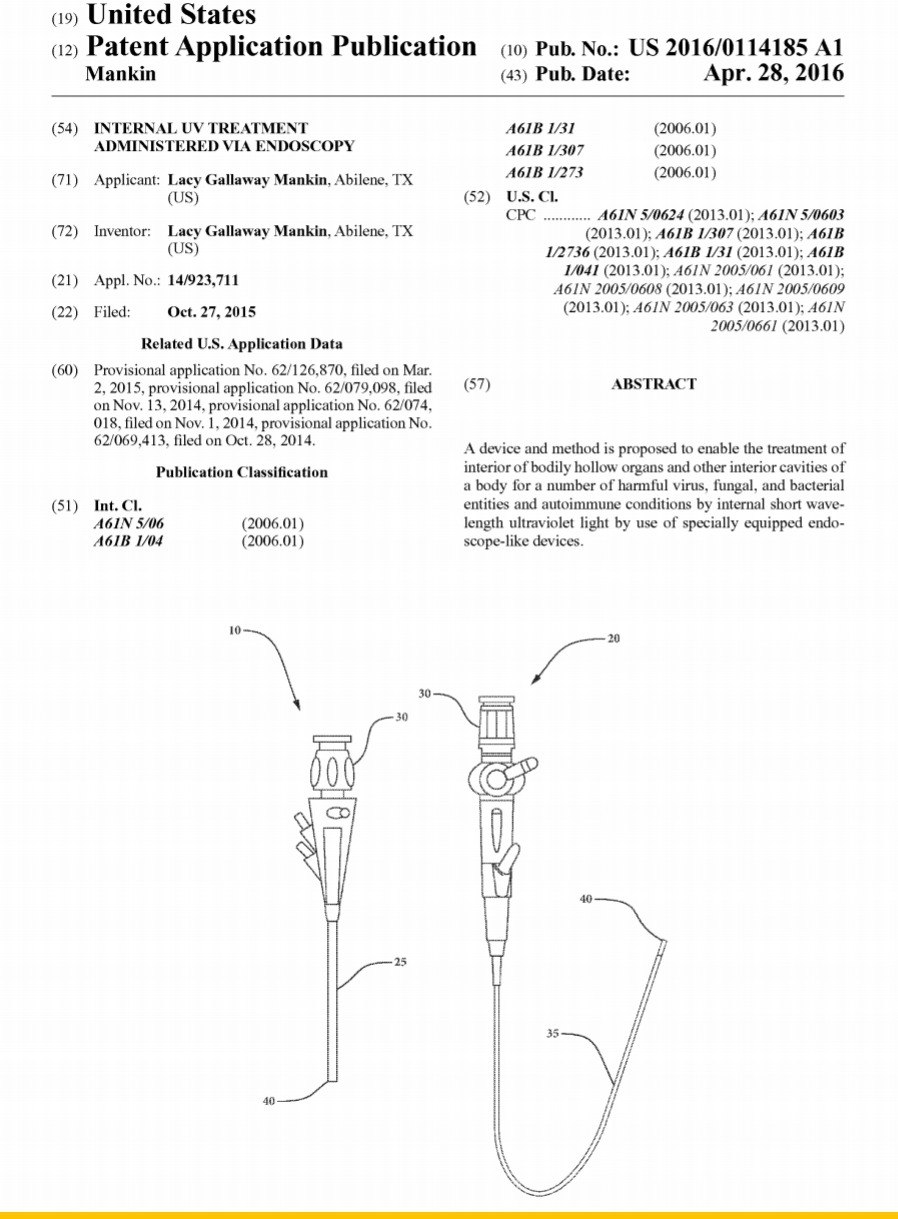 (19) United States
(12) Patent Application Publication
Mankin
(10) Pub. No.: US 2016/0114185 A1
(43) Pub. Date: Apr. 28, 2016
(54) INTERNAL UV TREATMENT
ADMINISTERED VIA ENDOSCOPY
(71) Applicant: Lacy Gallaway Mankin, Abilene, TX
(US)
(72) Inventor: Lacy Gallaway Mankin, Abilene, TX
(US)
(21) Appl. No.: 14/923,711
(22) Filed: Oct. 27, 2015
Related U.S. Application Data
(60) Provisional application No. 62/126,870, filed on Mar.
2, 2015, provisional application No. 62/079,098, filed
on Nov. 13, 2014, provisional application No. 62/074,
018, filed on Nov. 1, 2014, provisional application No.
62/069,413, filed on Oct. 28, 2014.
Publication Classification
(51) Int. Cl.
A61N 5/06 (2006.01)
A61B 1/04 (2006.01)
A61B 1/31 (2006.01)
A61B 1/307 (2006.01)
A61B 1/273 (2006.01)
(52) U.S. Cl.
CPC ............ A61N 5/0624 (2013.01); A61N 5/0603
(2013.01); A61B 1/307 (2013.01); A61B
1/2736 (2013.01); A61B 1/31 (2013.01); A61B
1/041 (2013.01); A61N 2005/061 (2013.01);
A61N 2005/0608 (2013.01); A61N 2005/0609
(2013.01); A61N 2005/063 (2013.01); A61N
2005/0661 (2013.01)
(57) ABSTRACT
A device and method is proposed to enable the treatment of
interior of bodily hollow organs and other interior cavities of
a body for a number of harmful virus, fungal, and bacterial
entities and autoimmune conditions by internal short wave-
length ultraviolet light by use of specially equipped endo-
scope-like devices.
10
20
30
30
40
25
35
40